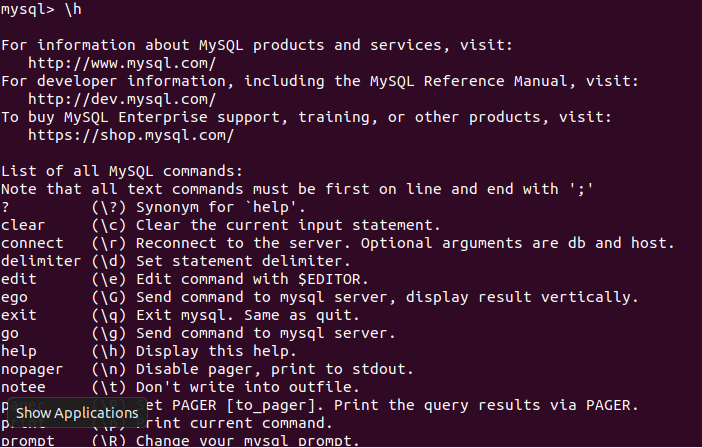 mysql> \h
For information about MySQL products and services, visit:
http://www.mysql.com/
For developer information, including the MySQL Reference Manual, visit:
http://dev.mysql.com/
To buy MySQL Enterprise support, training, or other products, visit:
https://shop.mysql.com/
List of all MySQL commands:
Note that all text commands must be first on line and end with ';'
? (\?) Synonym for `help'.
clear (\c) Clear the current input statement.
connect (\r) Reconnect to the server. Optional arguments are db and host.
delimiter (\d) Set statement delimiter.
edit (\e) Edit command with $EDITOR.
ego (\G) Send command to mysql server, display result vertically.
exit (\q) Exit mysql. Same as quit.
go (\g) Send command to mysql server.
help (\h) Display this help.
nopager (\n) Disable pager, print to stdout.
notee (\t) Don't write into outfile.
pager (\P) Set PAGER [to_pager]. Print the query results via PAGER.
Show Applications
print (\p) Print current command.
prompt (\R) Change your mysql prompt.